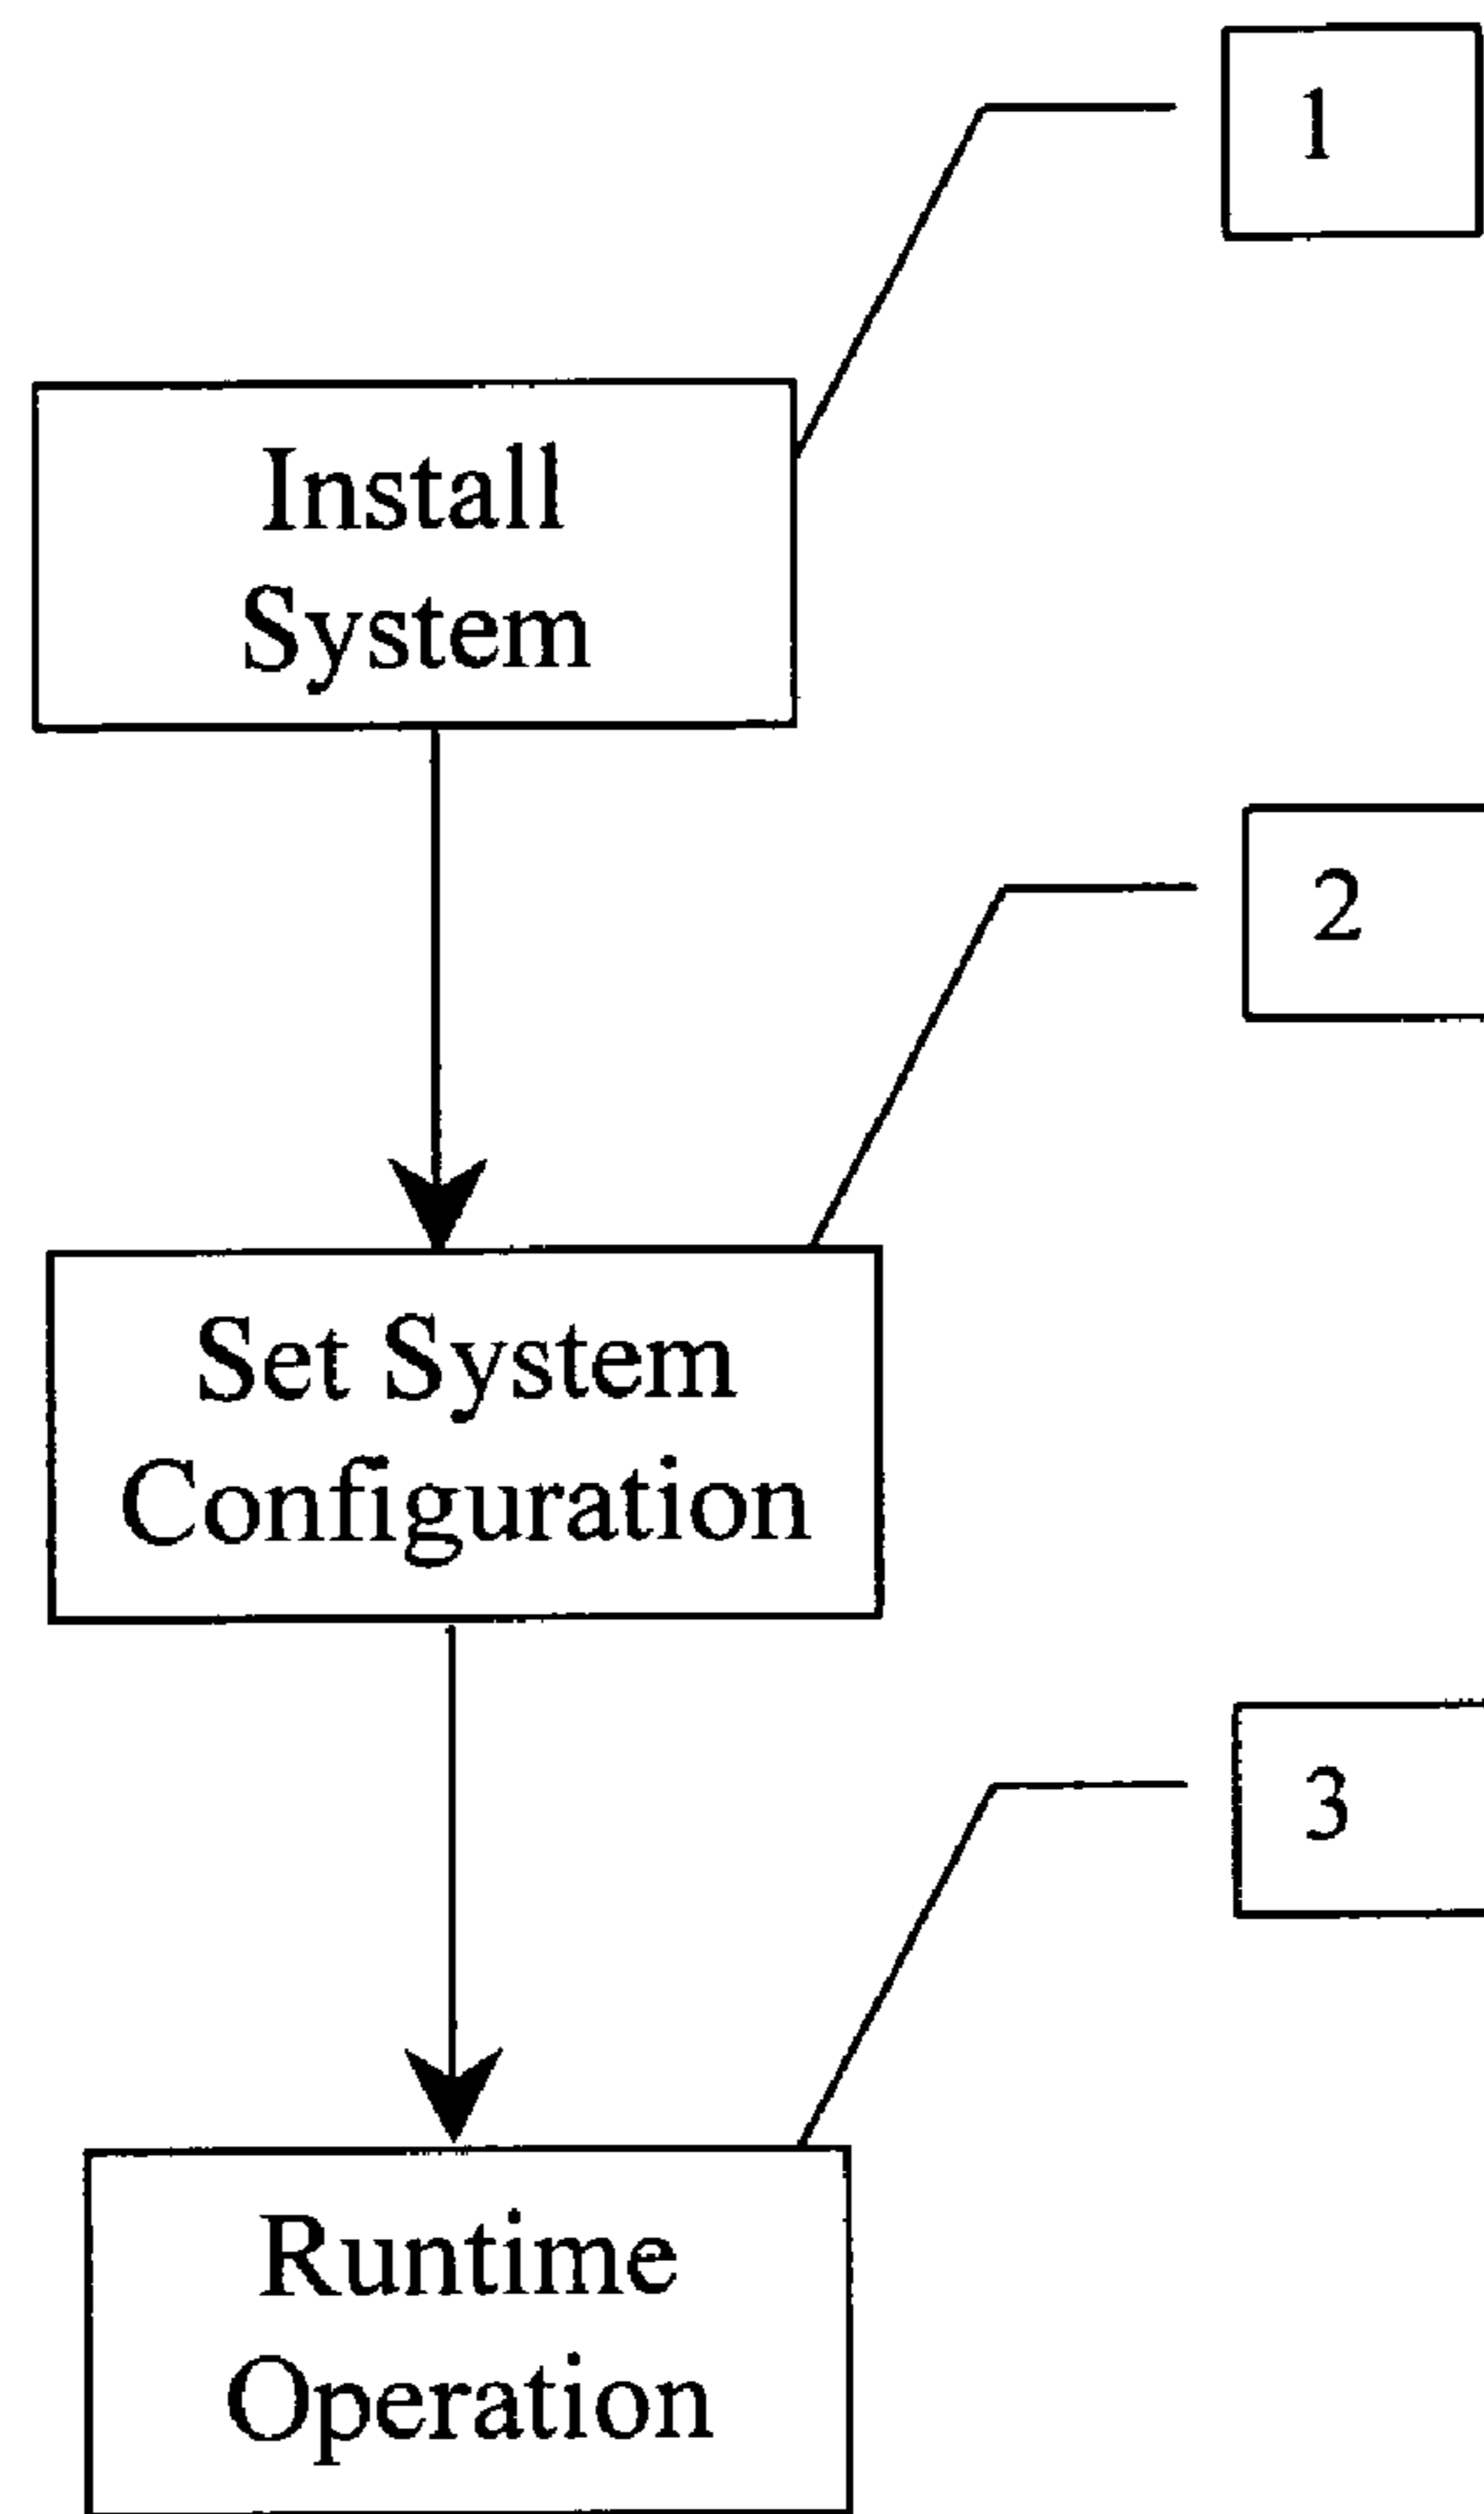 1
Install
System
2
Set System
Configuration
3
Runtime
Operation